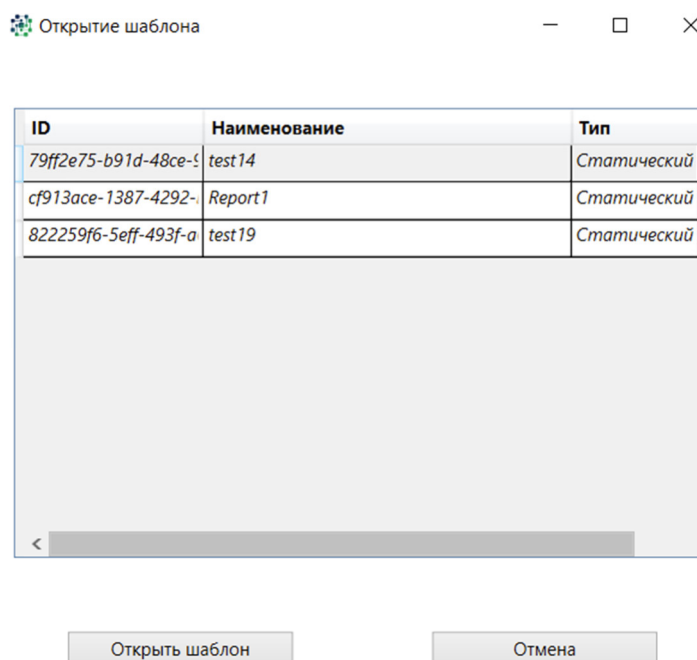 Открытие шаблона
ID Наименование Тип
79ff2e75-b91d-48ce-9 test14 Статический
cf913ace-1387-4292- Report1 Статический
822259f6-5eff-493f-a test19 Статический
Открыть шаблон Отмена